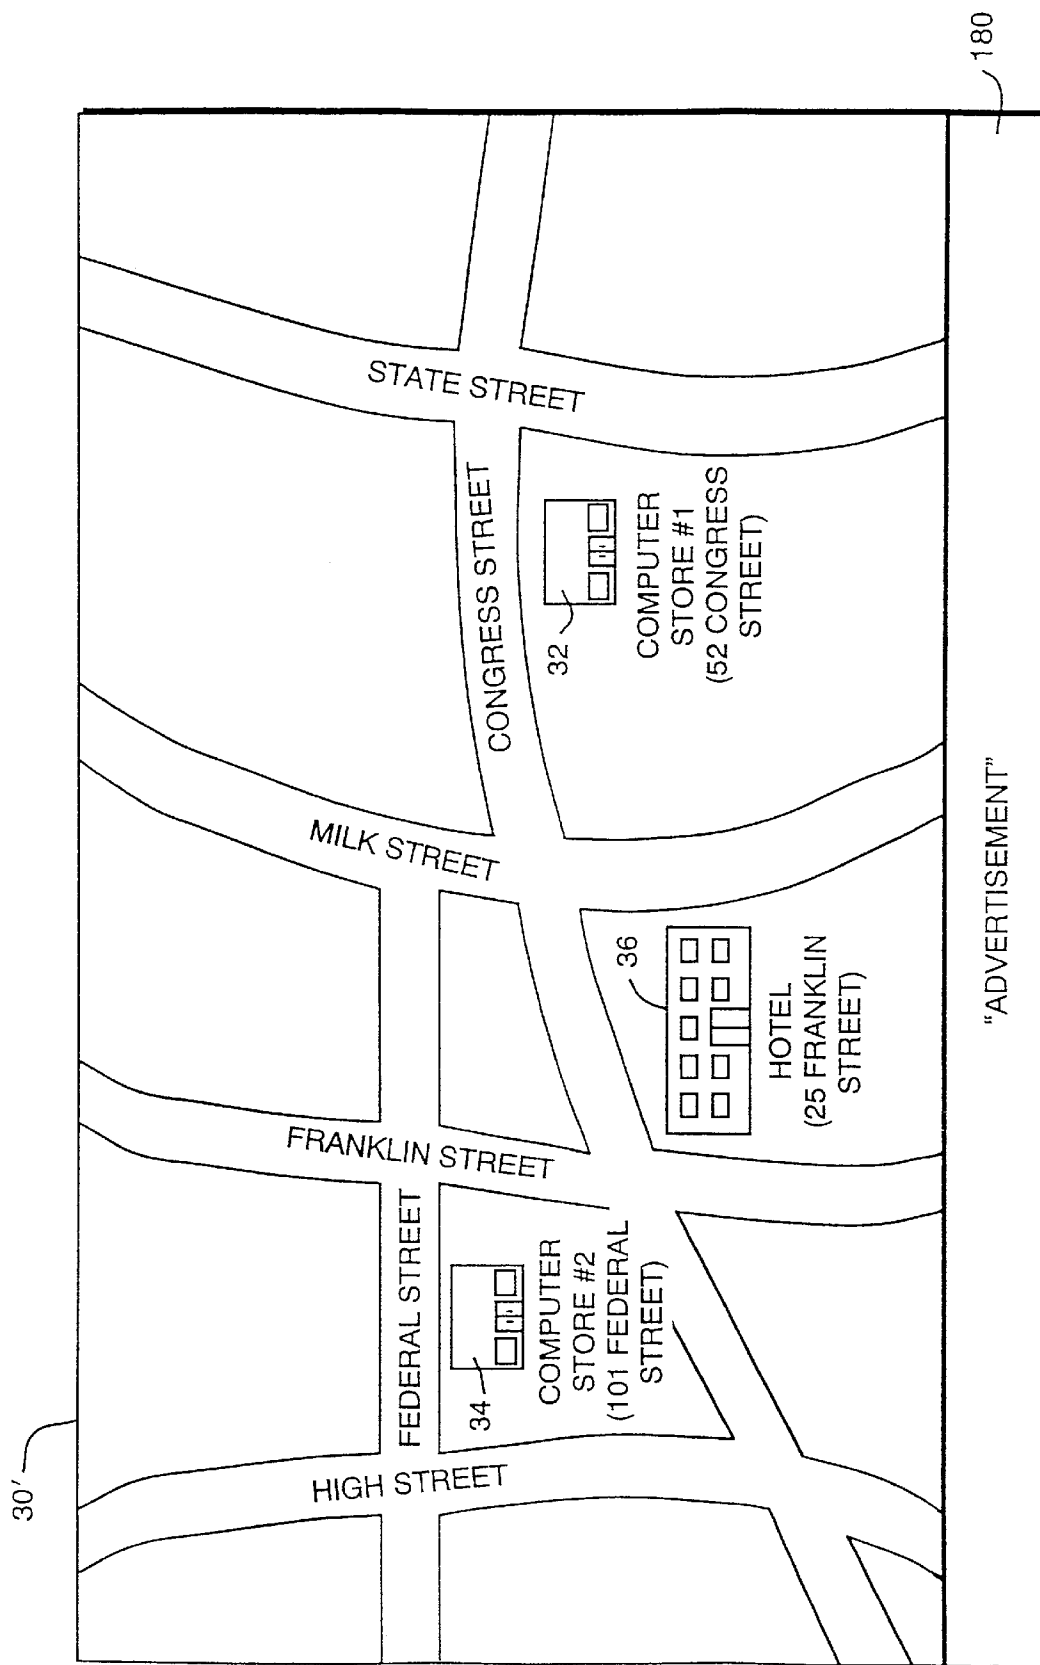 30'
180
STATE STREET
CONGRESS STREET
32
COMPUTER
STORE #1
(52 CONGRESS
STREET)
MILK STREET
36
HOTEL
(25 FRANKLIN
STREET)
FRANKLIN STREET
FEDERAL STREET
34
COMPUTER
STORE #2
(101 FEDERAL
STREET)
HIGH STREET
"ADVERTISEMENT"